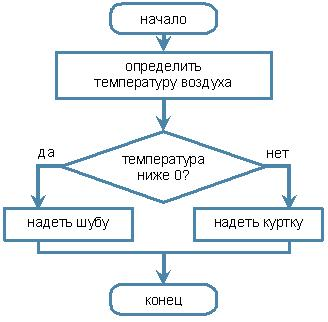 начало
определить
температуру воздуха
да
температура
ниже 0?
нет
надеть шубу
надеть куртку
конец